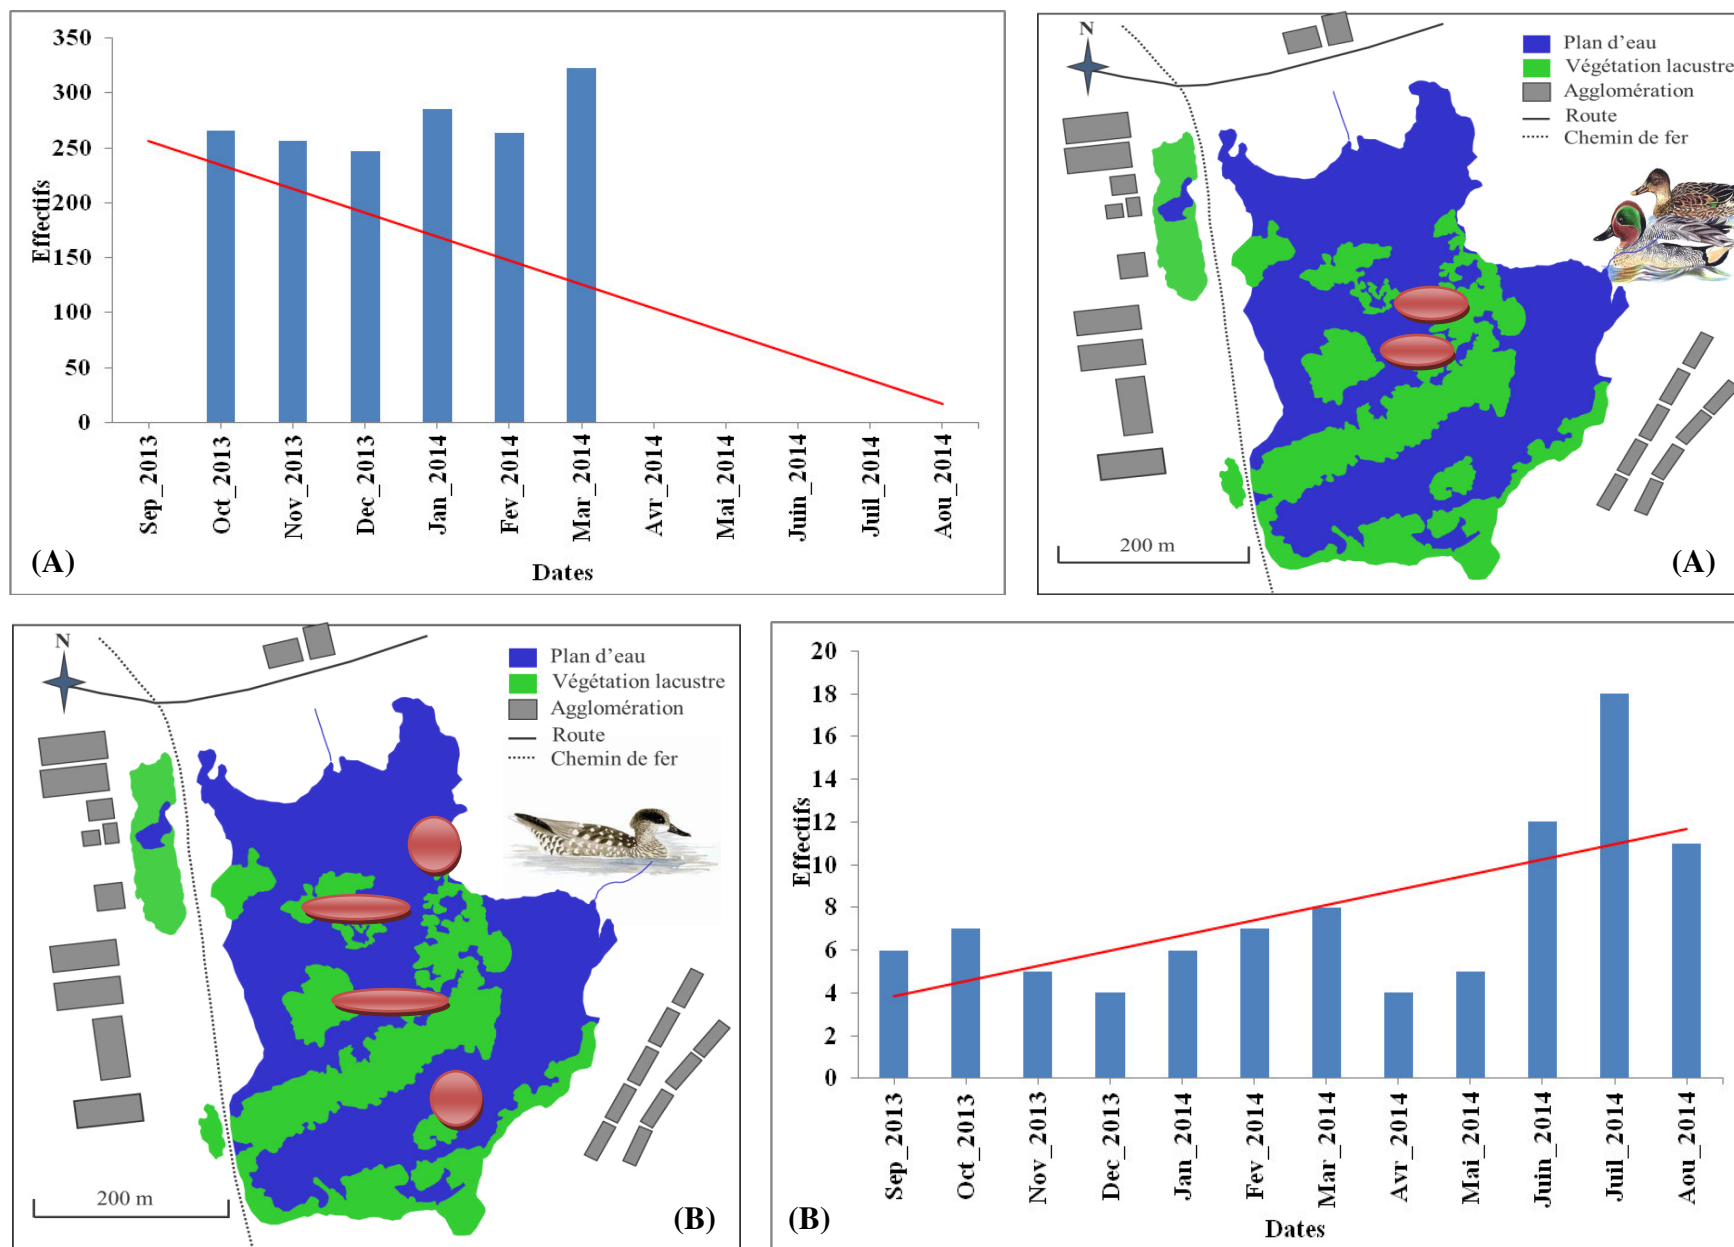 350
300
250
200
150
100
50
0
Effectifs
Sep_2013
Oct_2013
Nov_2013
Dec_2013
Jan_2014
Fev_2014
Mar_2014
Avr_2014
Mai_2014
Juin_2014
Juil_2014
Aou_2014
Dates
(A)
N
Plan d'eau
Végétation lacustre
Agglomération
Route
Chemin de fer
200 m
(A)
N
Plan d'eau
Végétation lacustre
Agglomération
Route
Chemin de fer
200 m
(B)
20
18
16
14
12
10
8
6
4
2
0
Effectifs
Sep_2013
Oct_2013
Nov_2013
Dec_2013
Jan_2014
Fev_2014
Mar_2014
Avr_2014
Mai_2014
Juin_2014
Juil_2014
Aou_2014
Dates
(B)